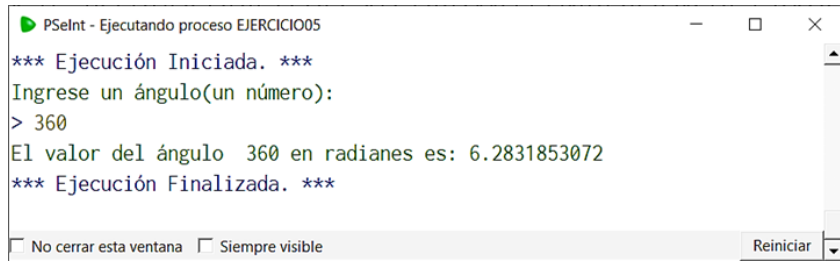 PSeInt - Ejecutando proceso EJERCICIO05
*** Ejecución Iniciada. ***
Ingrese un ángulo(un número):
> 360
El valor del ángulo  360 en radianes es: 6.2831853072
*** Ejecución Finalizada. ***
No cerrar esta ventana Siempre visible Reiniciar